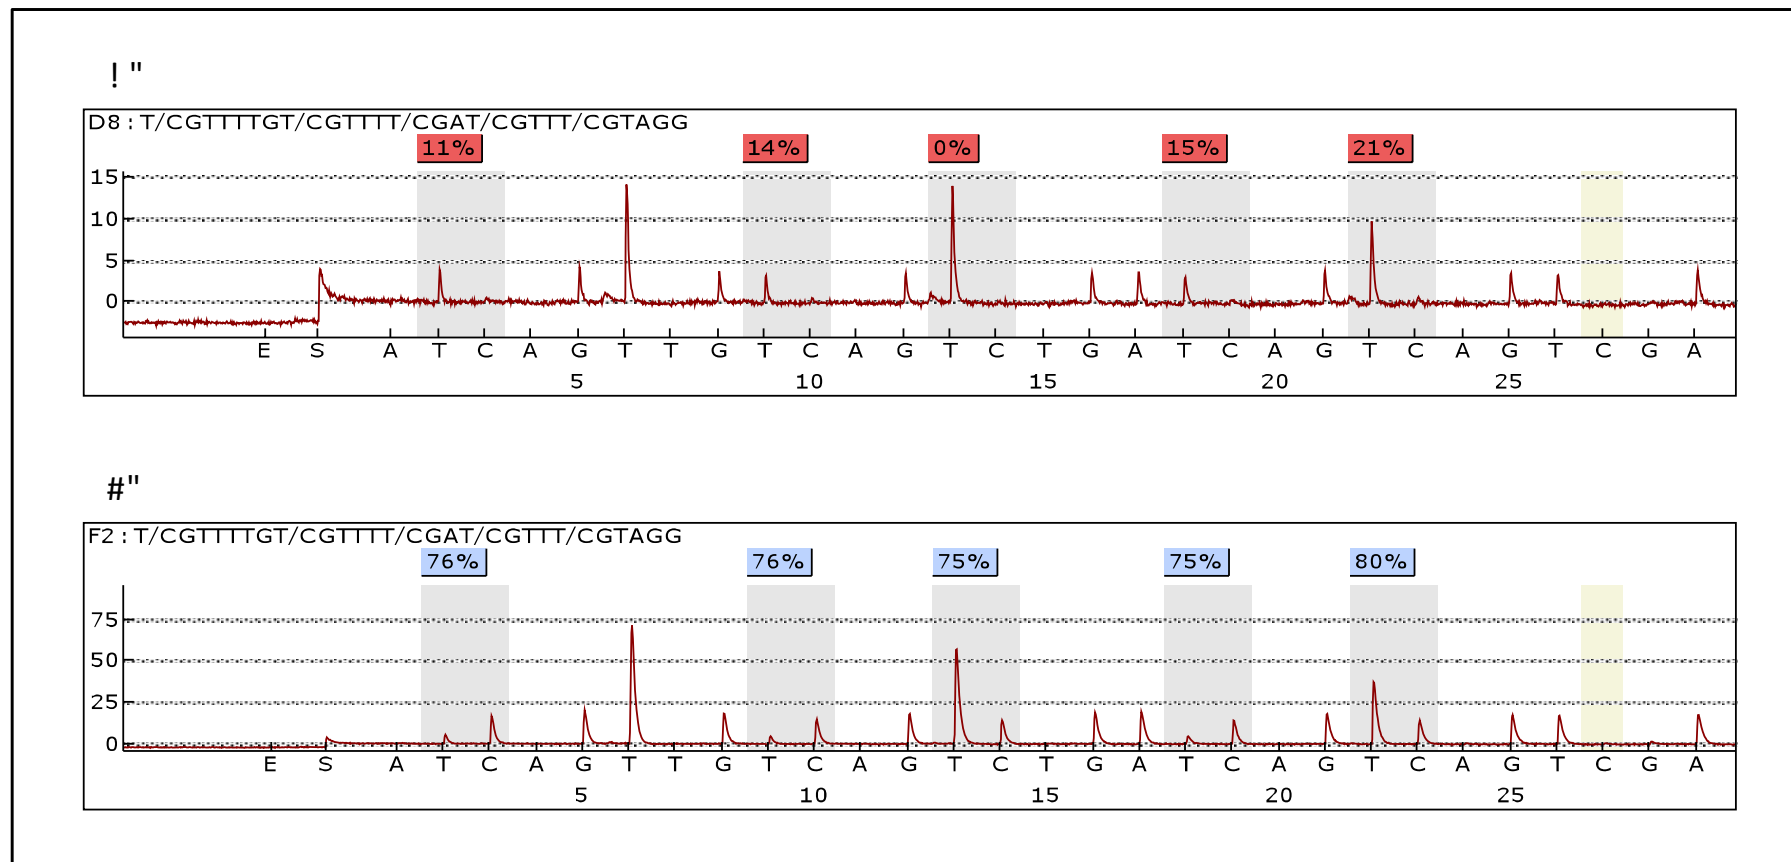 ! "
D8 : T/CGTTTTGT/CGTTTT/CGAT/CGTTT/CGTAGG
11% 14% 0% 15% 21%
15
10
5
0
E S A T C A G T T G T C A G T C T G A T C A G T C A G T C G A
5 10 15 20 25
#"
F2 : T/CGTTTTGT/CGTTTT/CGAT/CGTTT/CGTAGG
76% 76% 75% 75% 80%
75
50
25
0
E S A T C A G T T G T C A G T C T G A T C A G T C A G T C G A
5 10 15 20 25